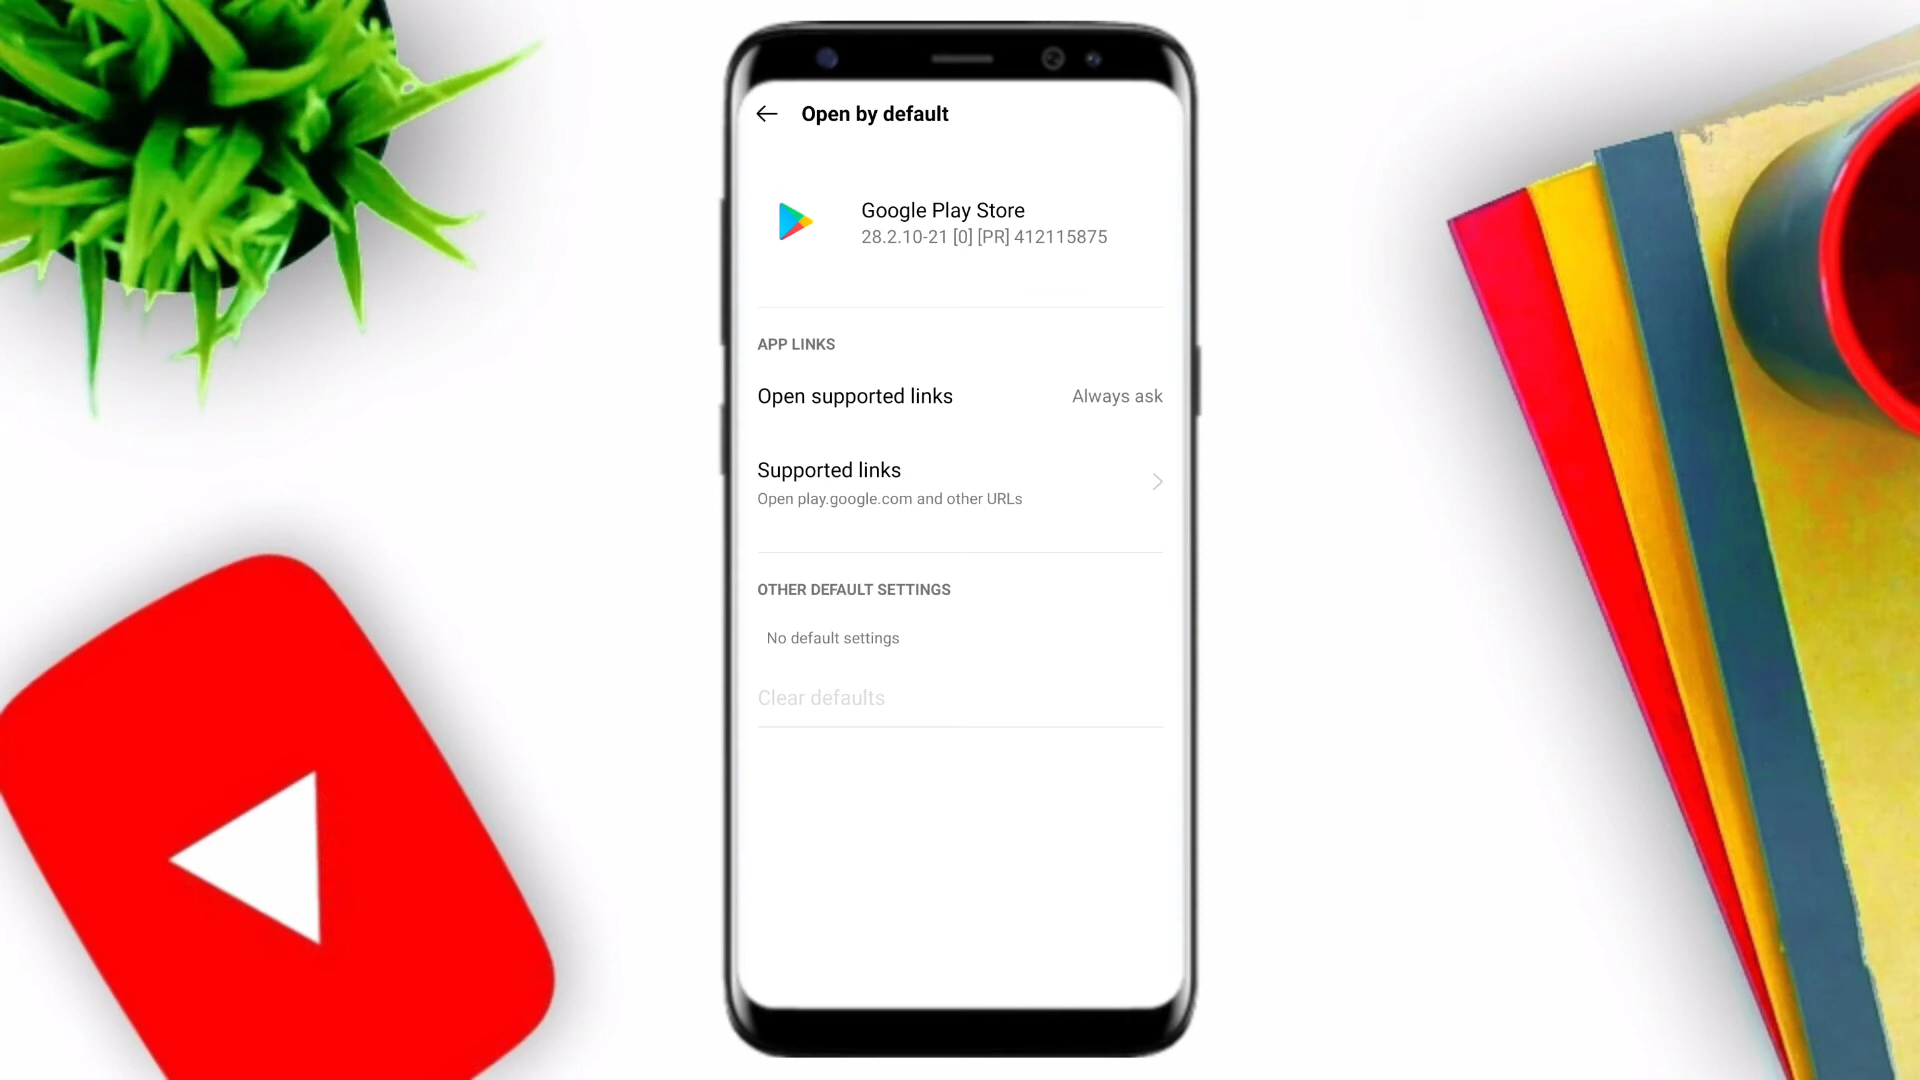 Open by default
Google Play Store
28.2.10-21 [0] [PR] 412115875
APP LINKS
Open supported links Always ask
Supported links
Open play.google.com and other URLs
OTHER DEFAULT SETTINGS
No default settings
Clear defaults